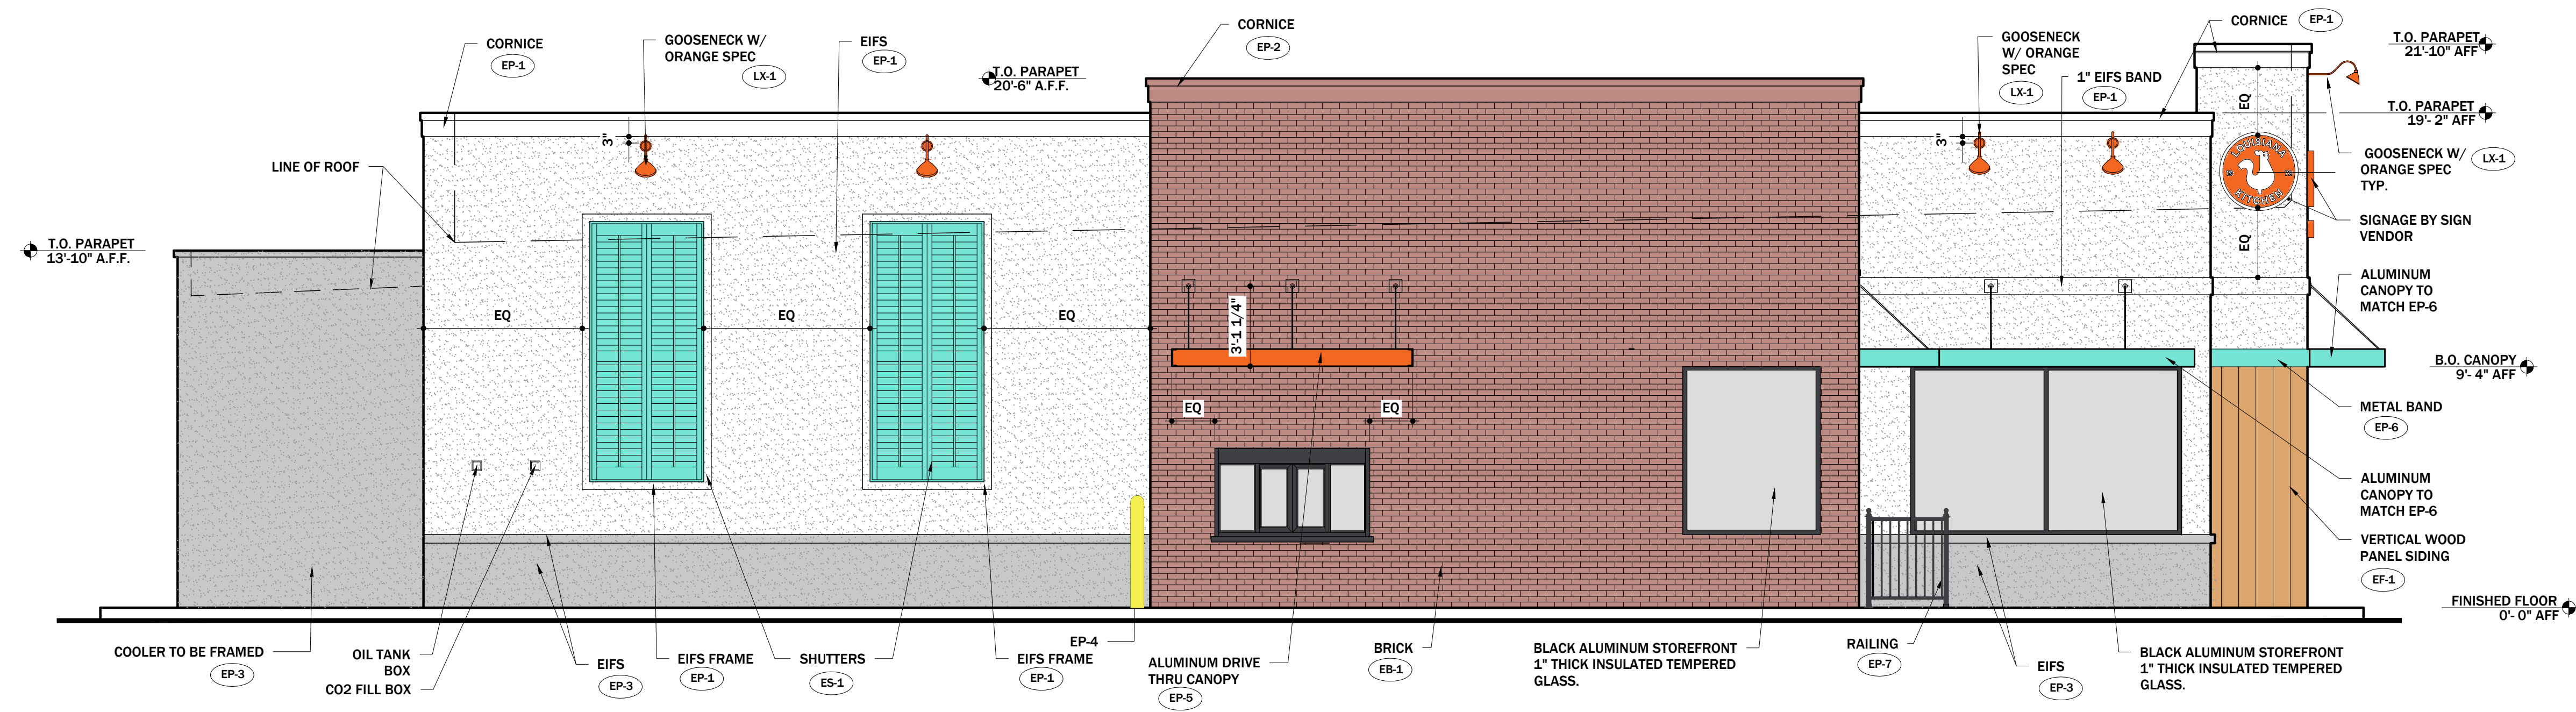 CORNICE
EP-1
GOOSENECK W/
ORANGE SPEC
LX-1
EIFS
EP-1
T.O. PARAPET
20'-6" A.F.F.
CORNICE
EP-2
GOOSENECK
W/ ORANGE
SPEC
LX-1
1" EIFS BAND
EP-1
CORNICE
EP-1
T.O. PARAPET
21'-10" AFF
T.O. PARAPET
19'- 2" AFF
GOOSENECK W/
ORANGE SPEC
TYP.
LX-1
SIGNAGE BY SIGN
VENDOR
ALUMINUM
CANOPY TO
MATCH EP-6
B.O. CANOPY
9'- 4" AFF
METAL BAND
EP-6
ALUMINUM
CANOPY TO
MATCH EP-6
VERTICAL WOOD
PANEL SIDING
EF-1
FINISHED FLOOR
0'- 0" AFF
LINE OF ROOF
T.O. PARAPET
13'-10" A.F.F.
3"
3"
EQ
EQ
LOUISIANA
KITCHEN
EQ
EQ
EQ
3'-1 1/4"
EQ
EQ
COOLER TO BE FRAMED
EP-3
OIL TANK
BOX
CO2 FILL BOX
EIFS
EP-3
EIFS FRAME
EP-1
SHUTTERS
ES-1
EIFS FRAME
EP-1
EP-4
ALUMINUM DRIVE
THRU CANOPY
EP-5
BRICK
EB-1
BLACK ALUMINUM STOREFRONT
1" THICK INSULATED TEMPERED
GLASS.
RAILING
EP-7
EIFS
EP-3
BLACK ALUMINUM STOREFRONT
1" THICK INSULATED TEMPERED
GLASS.